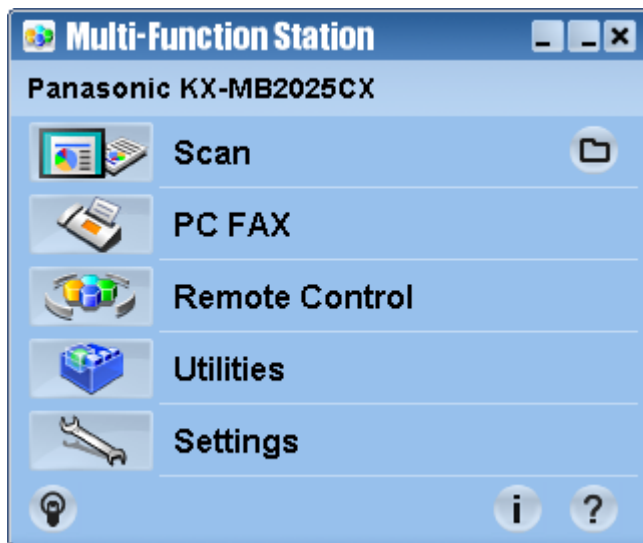 Multi-Function Station
Panasonic KX-MB2025CX
Scan
PC FAX
Remote Control
Utilities
Settings
i ?